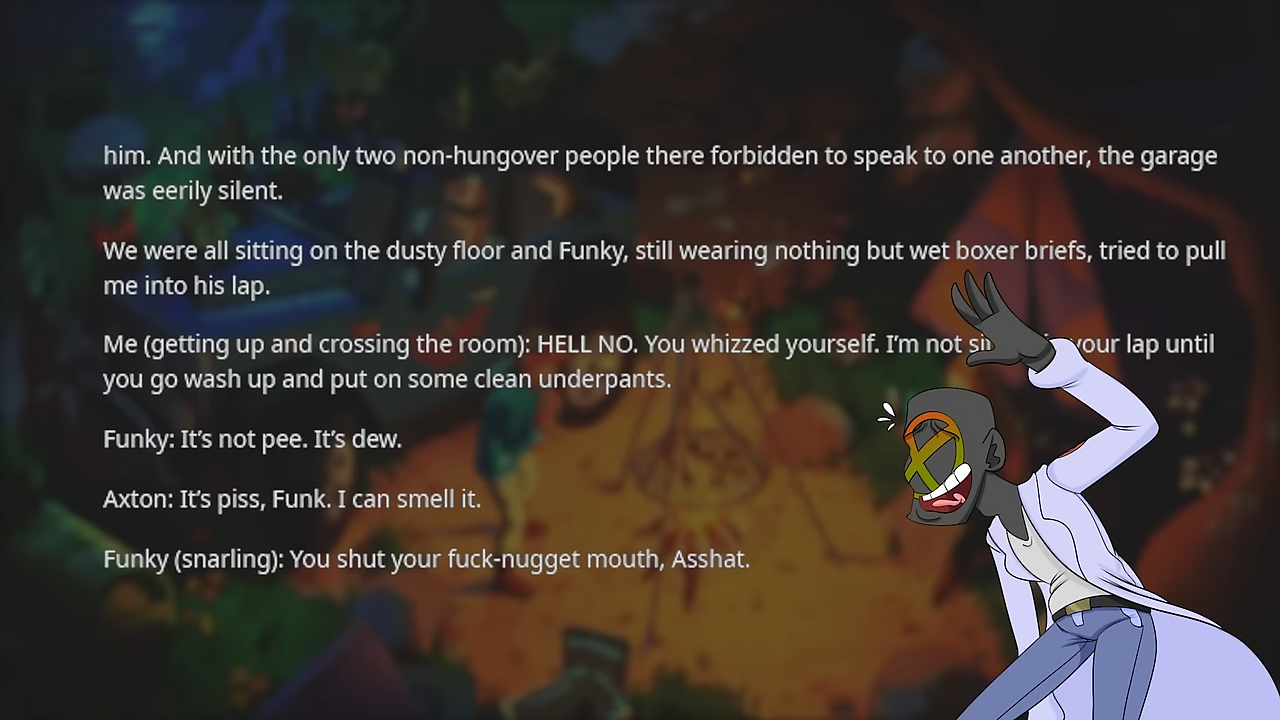 him. And with the only two non-hungover people there forbidden to speak to one another, the garage
was eerily silent.
We were all sitting on the dusty floor and Funky, still wearing nothing but wet boxer briefs, tried to pull
me into his lap.
Me (getting up and crossing the room): HELL NO. You whizzed yourself. I’m not your lap until
you go wash up and put on some clean underpants.
Funky: It’s not pee. It’s dew.
Axton: It’s piss, Funk. I can smell it.
Funky (snarling): You shut your fuck-nugget mouth, Asshat.